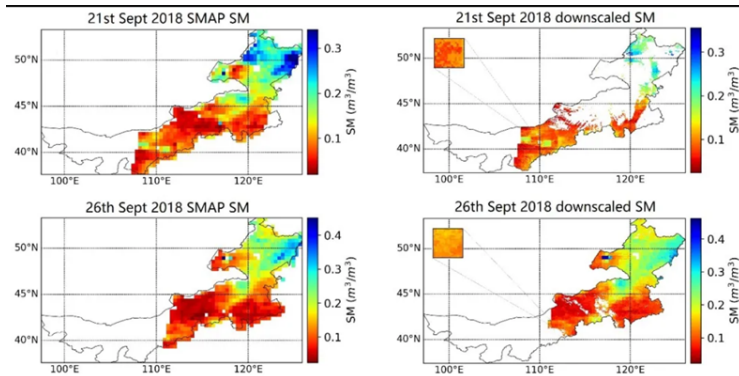 21st Sept 2018 SMAP SM
50°N
45°N
40°N
100°E 110°E 120°E
0.3
0.2
0.1
SM (m³/m³)
21st Sept 2018 downscaled SM
50°N
45°N
40°N
100°E 110°E 120°E
0.3
0.2
0.1
SM (m³/m³)
26th Sept 2018 SMAP SM
50°N
45°N
40°N
100°E 110°E 120°E
0.4
0.3
0.2
0.1
SM (m³/m³)
26th Sept 2018 downscaled SM
50°N
45°N
40°N
100°E 110°E 120°E
0.4
0.3
0.2
0.1
SM (m³/m³)